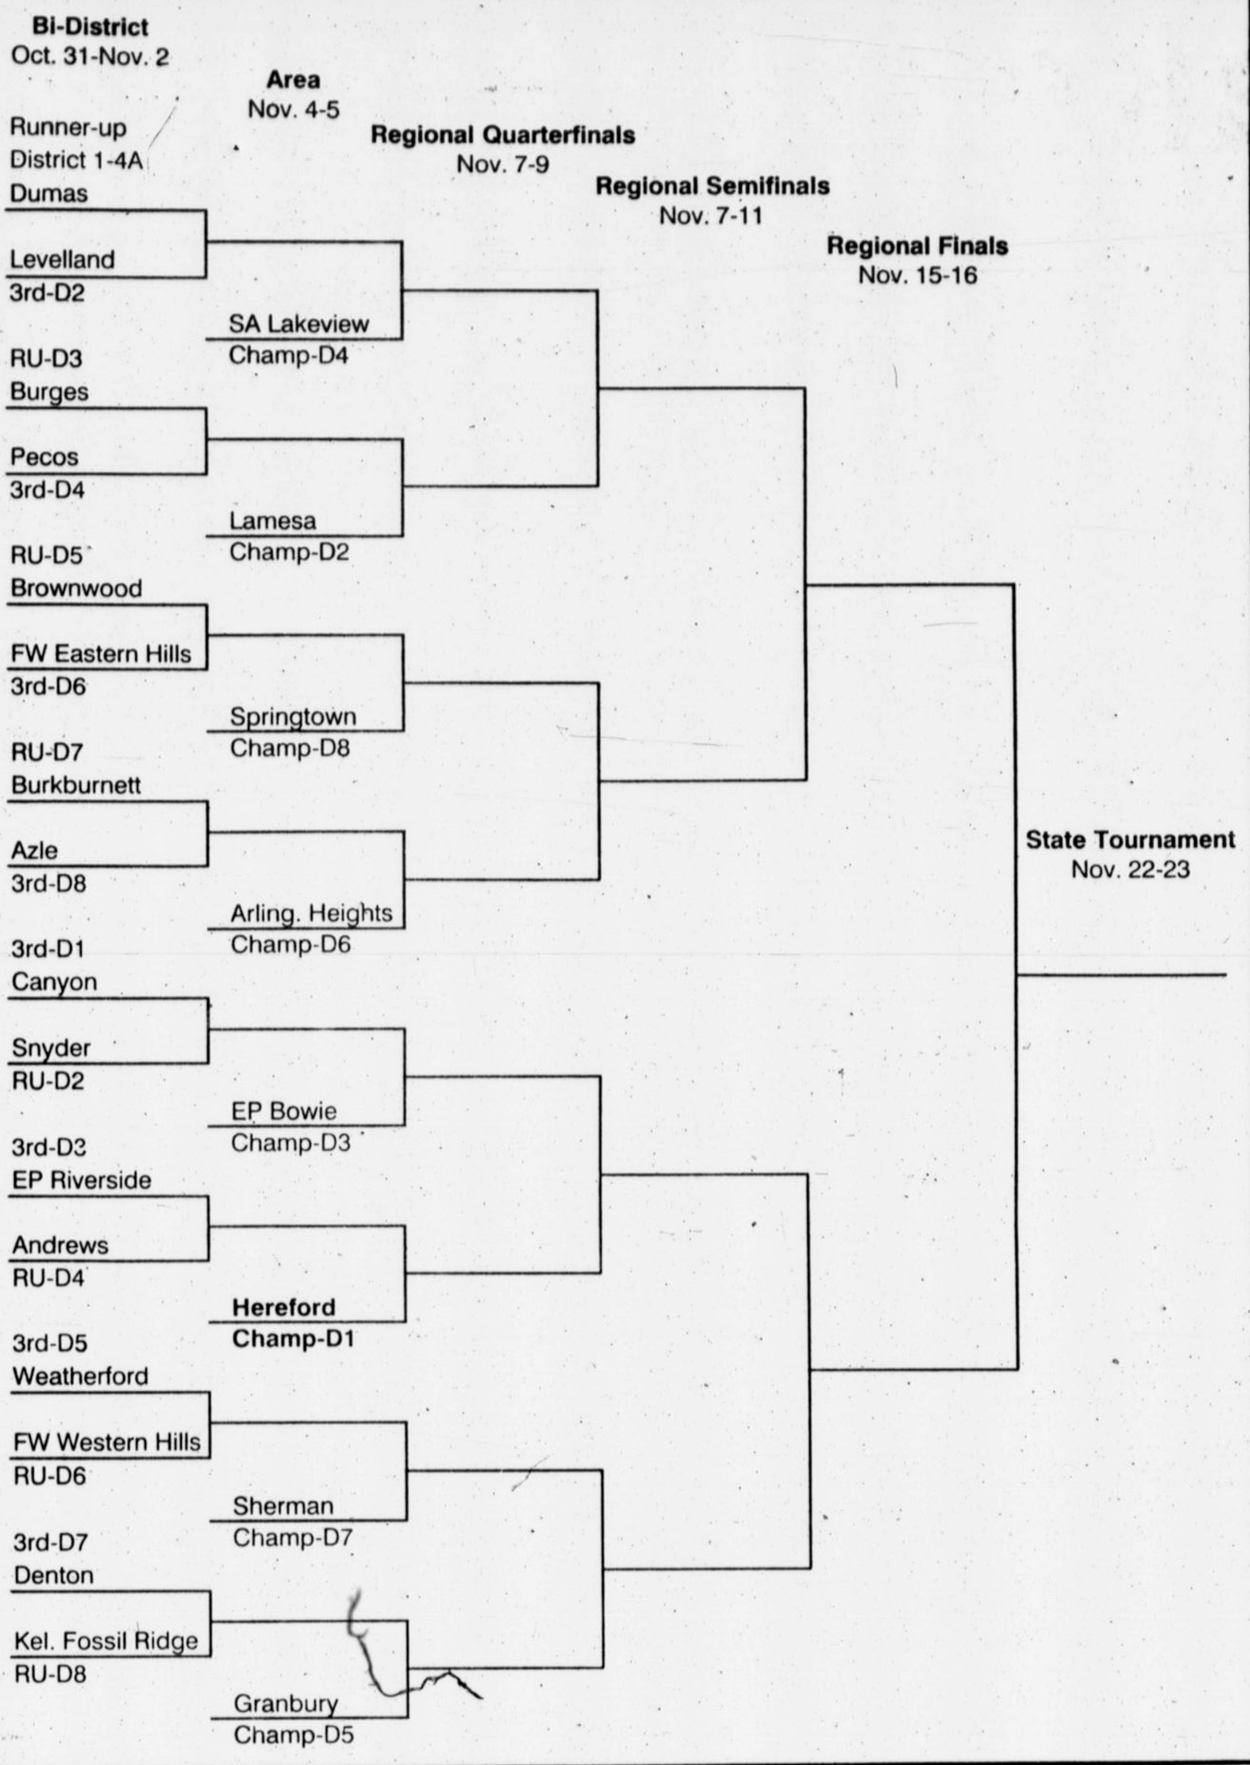 Bi-District
Oct. 31-Nov. 2
Area
Nov. 4-5
Regional Quarterfinals
Nov. 7-9
Regional Semifinals
Nov. 7-11
Regional Finals
Nov. 15-16
State Tournament
Nov. 22-23
Runner-up
District 1-4A
Dumas
Levelland
3rd-D2
SA Lakeview
Champ-D4
RU-D3
Burges
Pecos
3rd-D4
Lamesa
Champ-D2
RU-D5
Brownwood
FW Eastern Hills
3rd-D6
Springtown
Champ-D8
RU-D7
Burkburnett
Azle
3rd-D8
Arling. Heights
Champ-D6
3rd-D1
Canyon
Snyder
RU-D2
EP Bowie
Champ-D3
3rd-D3
EP Riverside
Andrews
RU-D4
Hereford
Champ-D1
3rd-D5
Weatherford
FW Western Hills
RU-D6
Sherman
Champ-D7
3rd-D7
Denton
Kel. Fossil Ridge
RU-D8
Granbury
Champ-D5